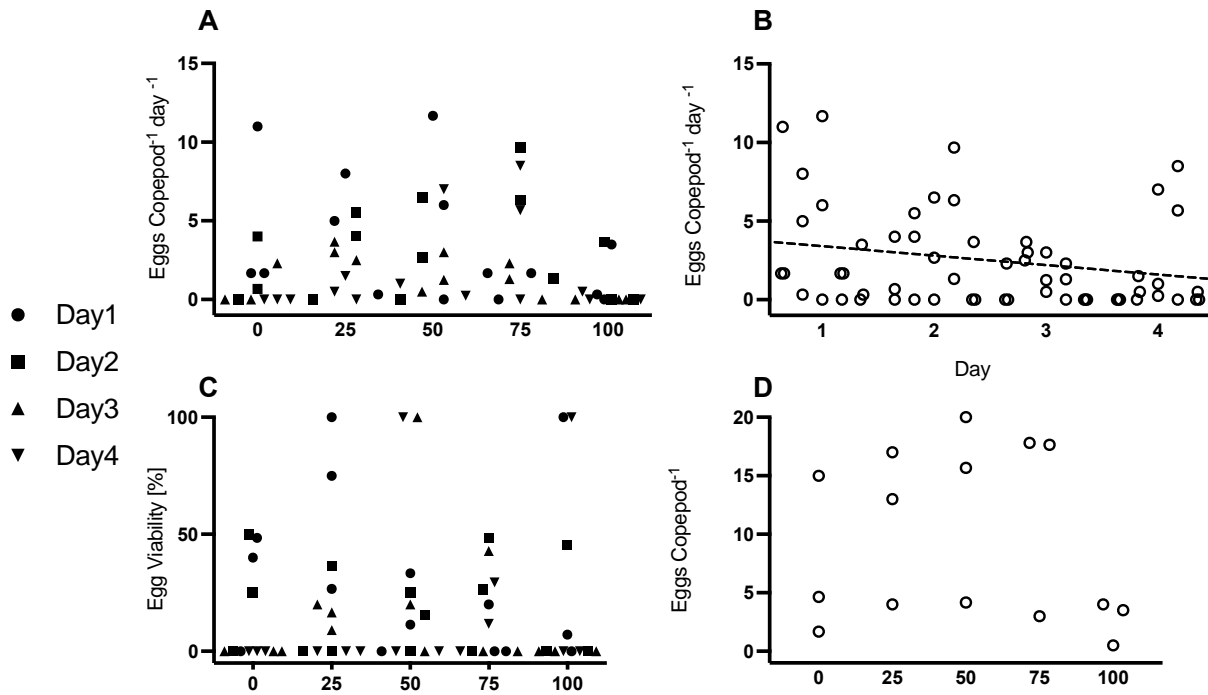 A
Eggs Copepod⁻¹ day ⁻¹
15
10
5
0
0 25 50 75 100
B
Eggs Copepod⁻¹ day ⁻¹
15
10
5
0
1 2 3 4
Day
Day1
Day2
Day3
Day4
C
Egg Viability [%]
100
50
0
0 25 50 75 100
D
Eggs Copepod⁻¹
20
15
10
5
0
0 25 50 75 100